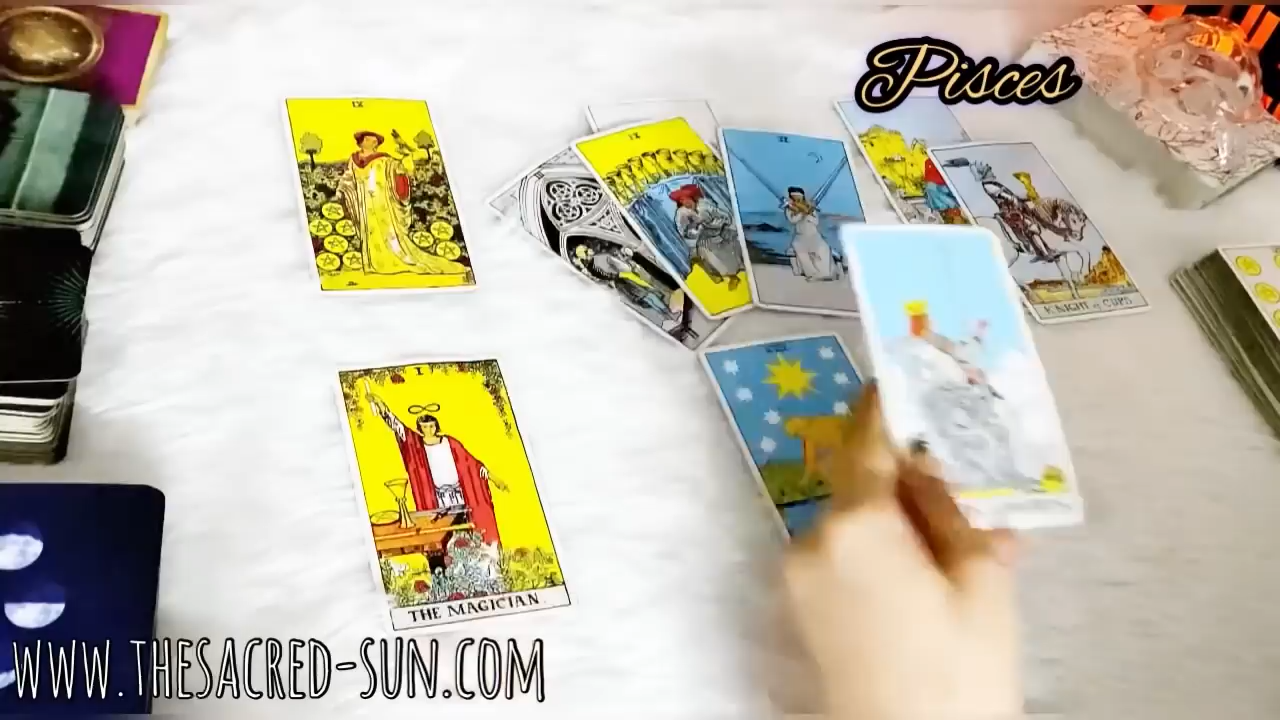 Pisces
IX
IX
II
KNIGHT of CUPS
I
THE MAGICIAN
WWW.THESACRED-SUN.COM